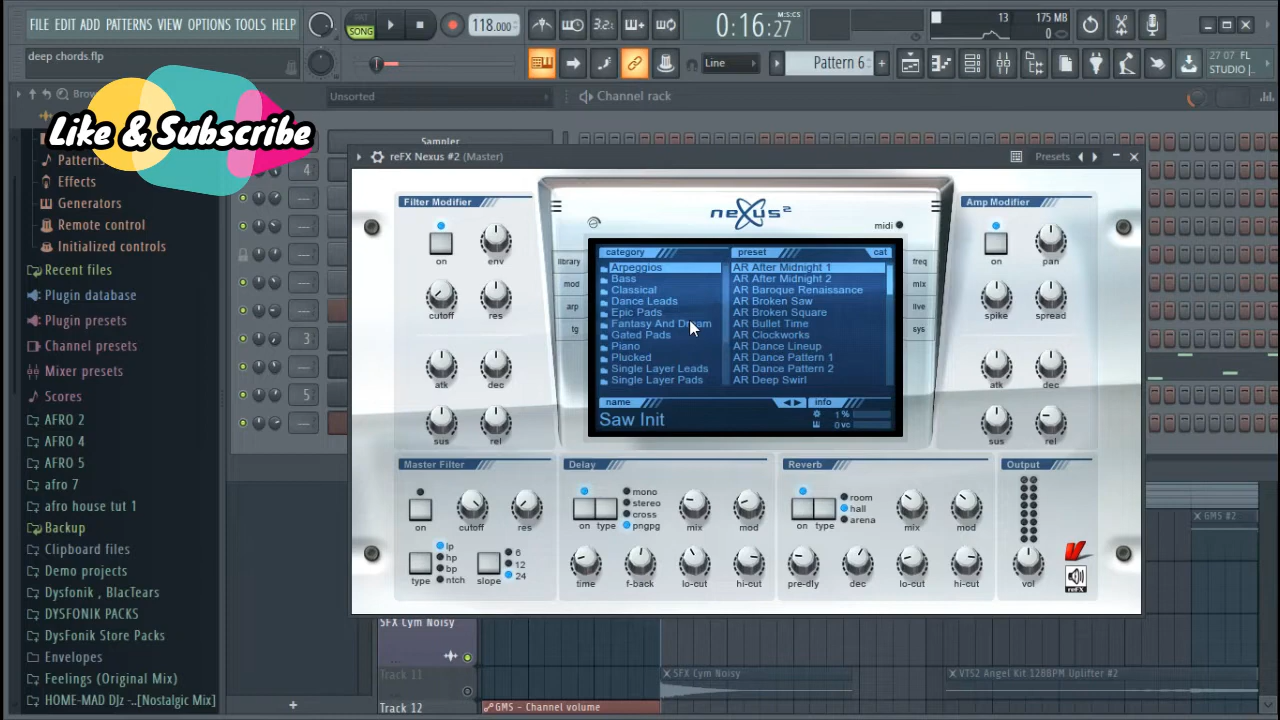 FILE EDIT ADD PATTERNS VIEW OPTIONS TOOLS HELP
SONG
118.000
3.2
0:16:27
M:S:CS
13
175 MB
0
deep chords.flp
Line
Pattern 6
27 07 FL
STUDIO |..
Brow
Unsorted
Channel rack
Like & Subscribe
Patterns
Effects
Generators
Remote control
Initialized controls
Recent files
Plugin database
Plugin presets
Channel presets
Mixer presets
Scores
AFRO 2
AFRO 4
AFRO 5
afro 7
afro house tut 1
Backup
Clipboard files
Demo projects
Dysfonik , BlacTears
DYSFONIK PACKS
DysFonik Store Packs
Envelopes
Feelings (Original Mix)
HOME-MAD DJz -..[Nostalgic Mix]
Sampler
4
3
5
reFX Nexus #2 (Master)
Presets
Filter Modifier
on
env
cutoff
res
atk
dec
sus
rel
nexus²
midi
library
mod
arp
tg
freq
mix
live
sys
category
preset
cat
Arpeggios
Bass
Classical
Dance Leads
Epic Pads
Fantasy And Dream
Gated Pads
Piano
Plucked
Single Layer Leads
Single Layer Pads
AR After Midnight 1
AR After Midnight 2
AR Baroque Renaissance
AR Broken Saw
AR Broken Square
AR Bullet Time
AR Clockworks
AR Dance Lineup
AR Dance Pattern 1
AR Dance Pattern 2
AR Deep Swirl
name
info
Saw Init
1 %
0 vc
Amp Modifier
on
pan
spike
spread
atk
dec
sus
rel
Master Filter
on
cutoff
res
type
lp
hp
bp
ntch
slope
6
12
24
Delay
on
type
mono
stereo
cross
pngpg
mix
mod
time
f-back
lo-cut
hi-cut
Reverb
on
type
room
hall
arena
mix
mod
pre-dly
dec
lo-cut
hi-cut
Output
vol
reFX
GMS #2
SFX Cym Noisy
Track 11
Track 12
SFX Cym Noisy
VTS2 Angel Kit 128BPM Uplifter #2
GMS - Channel volume